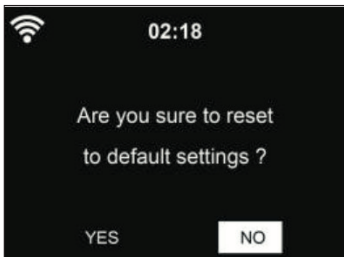 02:18
Are you sure to reset
to default settings ?
YES NO